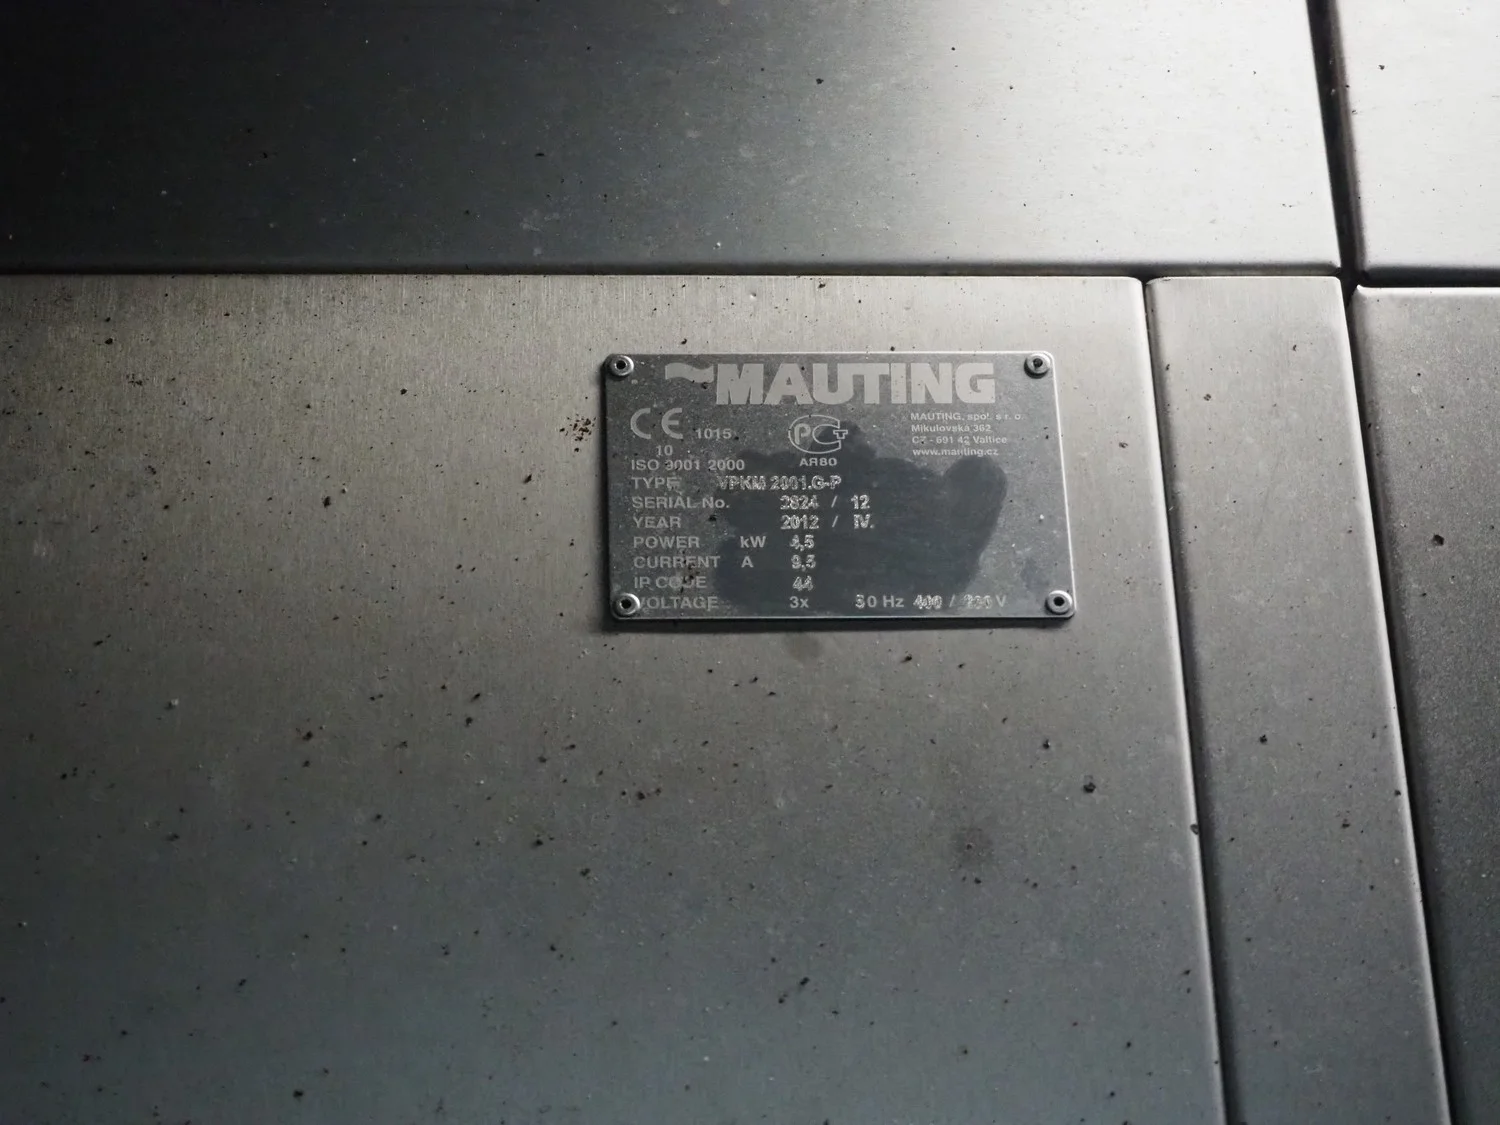 MAUTING
CE 1015
10
ISO 9001 2000
PCT
AR80
MAUTING, spol. s r. o.
Mikulovská 362
CZ - 691 42 Valtice
www.mauting.cz
TYPE VPKM 2001.G-P
SERIAL No. 2824 / 12
YEAR 2012 / IV.
POWER kW 4,5
CURRENT A 9,5
IP CODE 44
VOLTAGE 3x 50 Hz 400 / 230 V